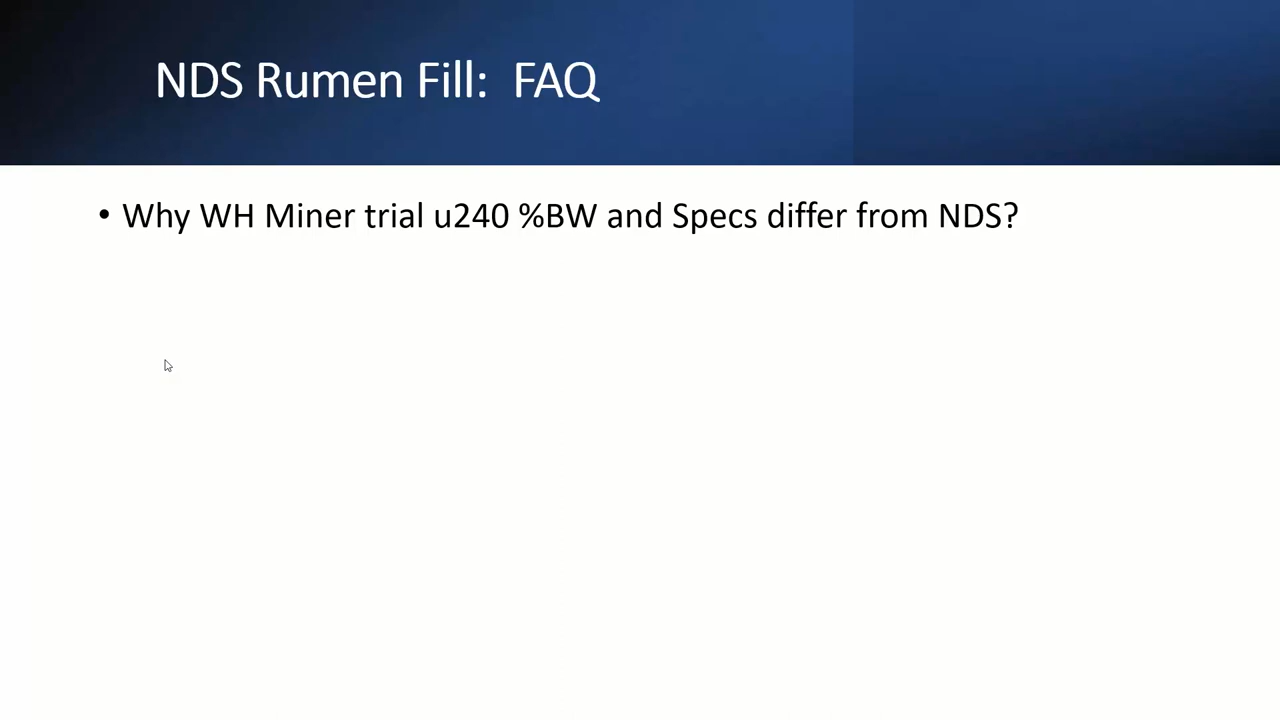 NDS Rumen Fill: FAQ
• Why WH Miner trial u240 %BW and Specs differ from NDS?